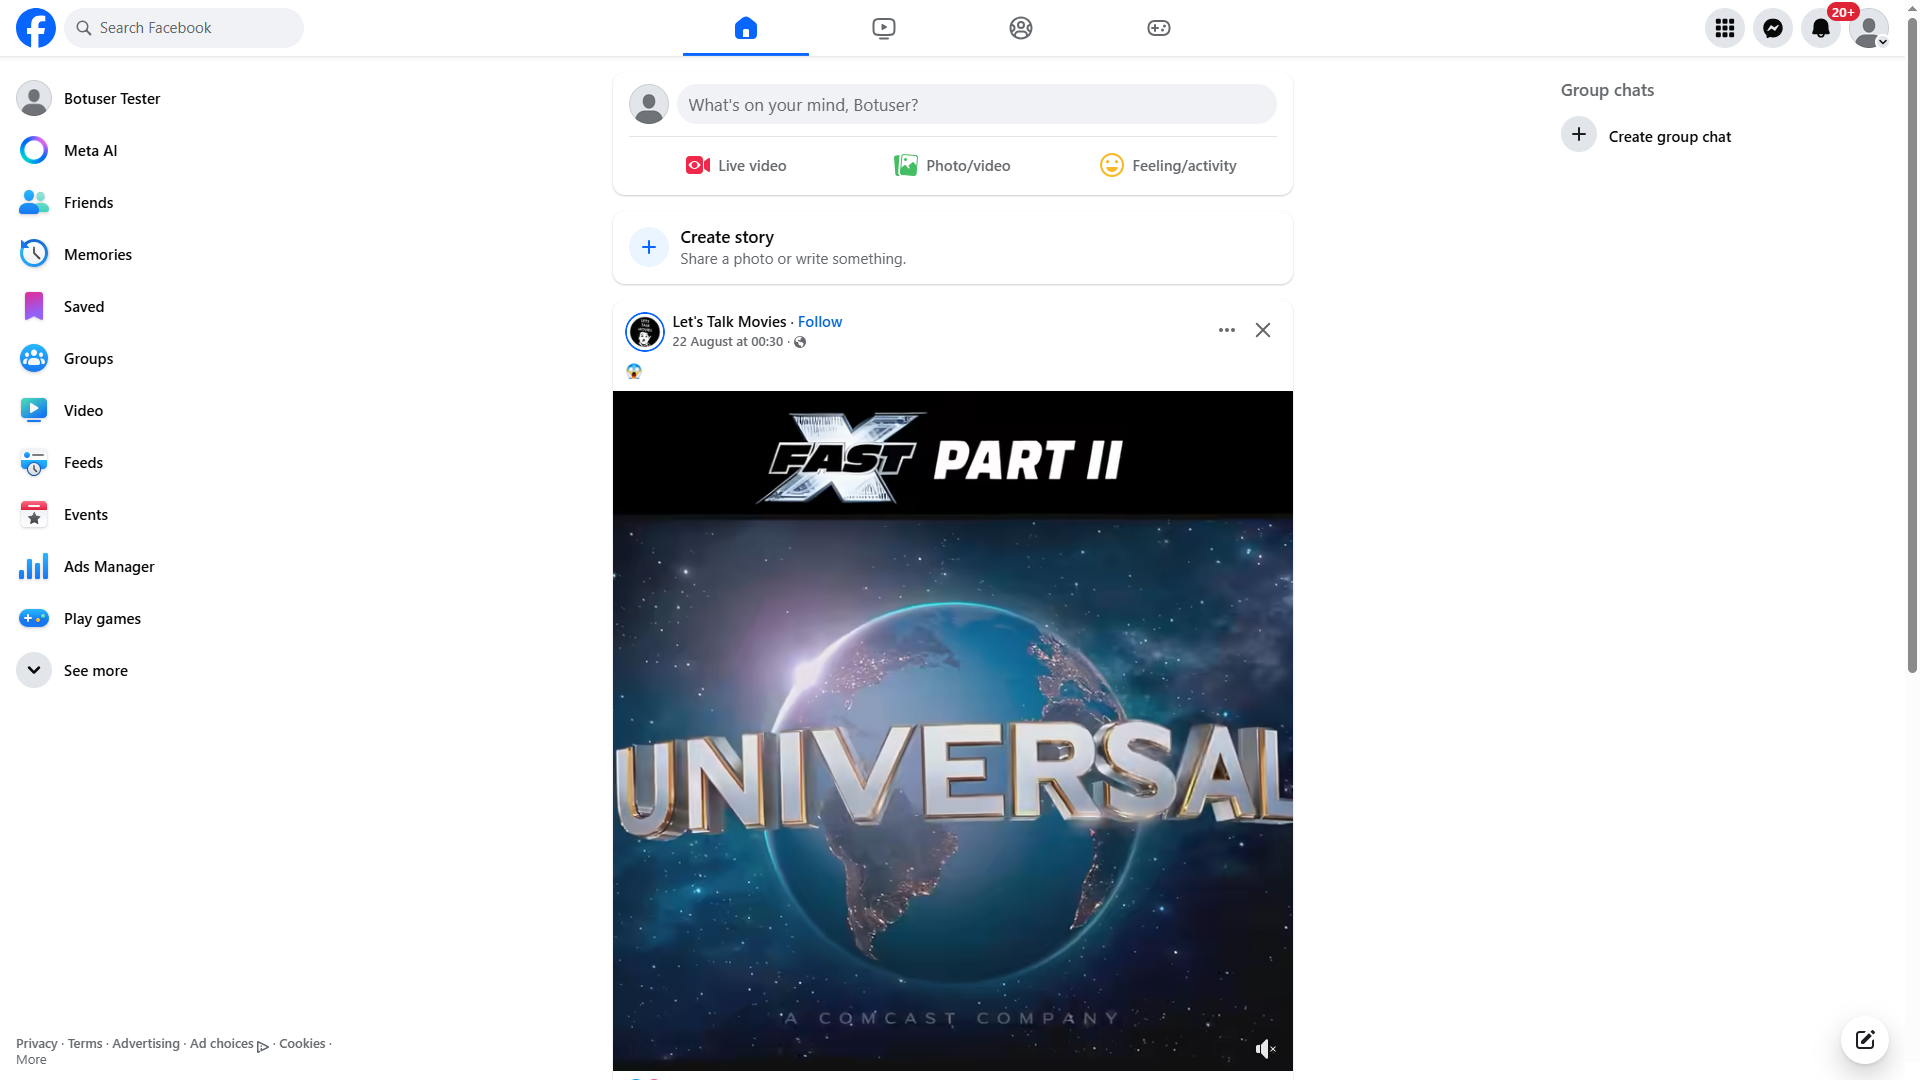 Search Facebook
20+
Botuser Tester
Meta AI
Friends
Memories
Saved
Groups
Video
Feeds
Events
Ads Manager
Play games
See more
Privacy · Terms · Advertising · Ad choices · Cookies ·
More
What's on your mind, Botuser?
Live video
Photo/video
Feeling/activity
Create story
Share a photo or write something.
Let's Talk Movies · Follow
22 August at 00:30 ·
😱
FAST X PART II
UNIVERSAL
A COMCAST COMPANY
Group chats
Create group chat